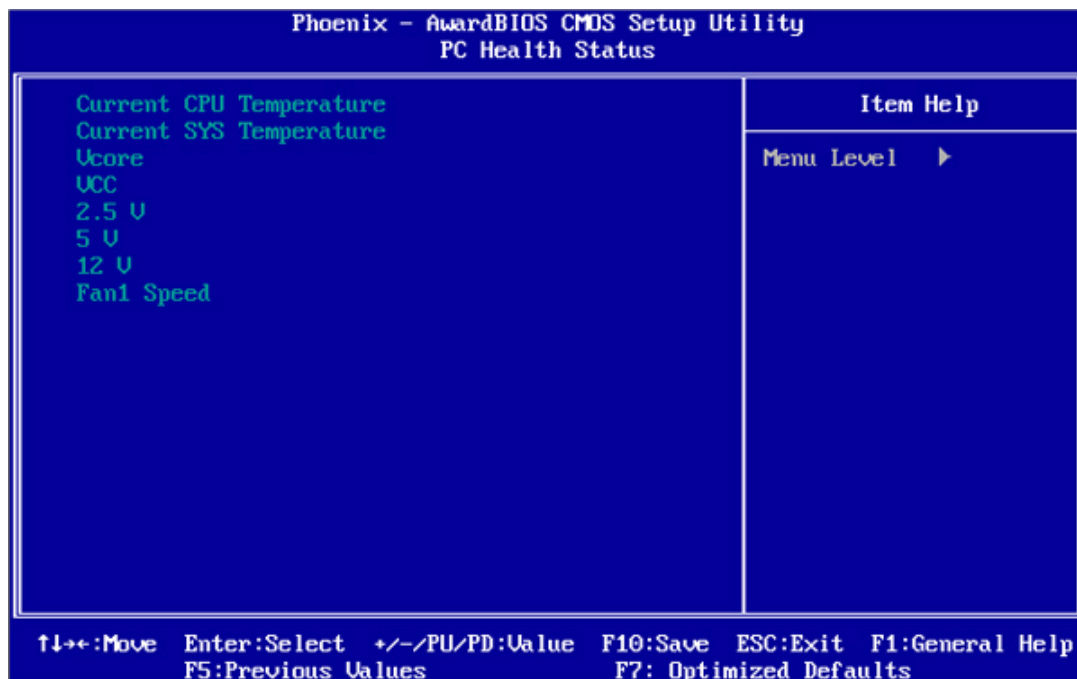 Phoenix - AwardBIOS CMOS Setup Utility
PC Health Status
Current CPU Temperature
Current SYS Temperature
Vcore
VCC
2.5 V
5 V
12 V
Fan1 Speed
Item Help
Menu Level ▶
↑↓→←:Move Enter:Select +/-/PU/PD:Value F10:Save ESC:Exit F1:General Help
F5:Previous Values F7: Optimized Defaults